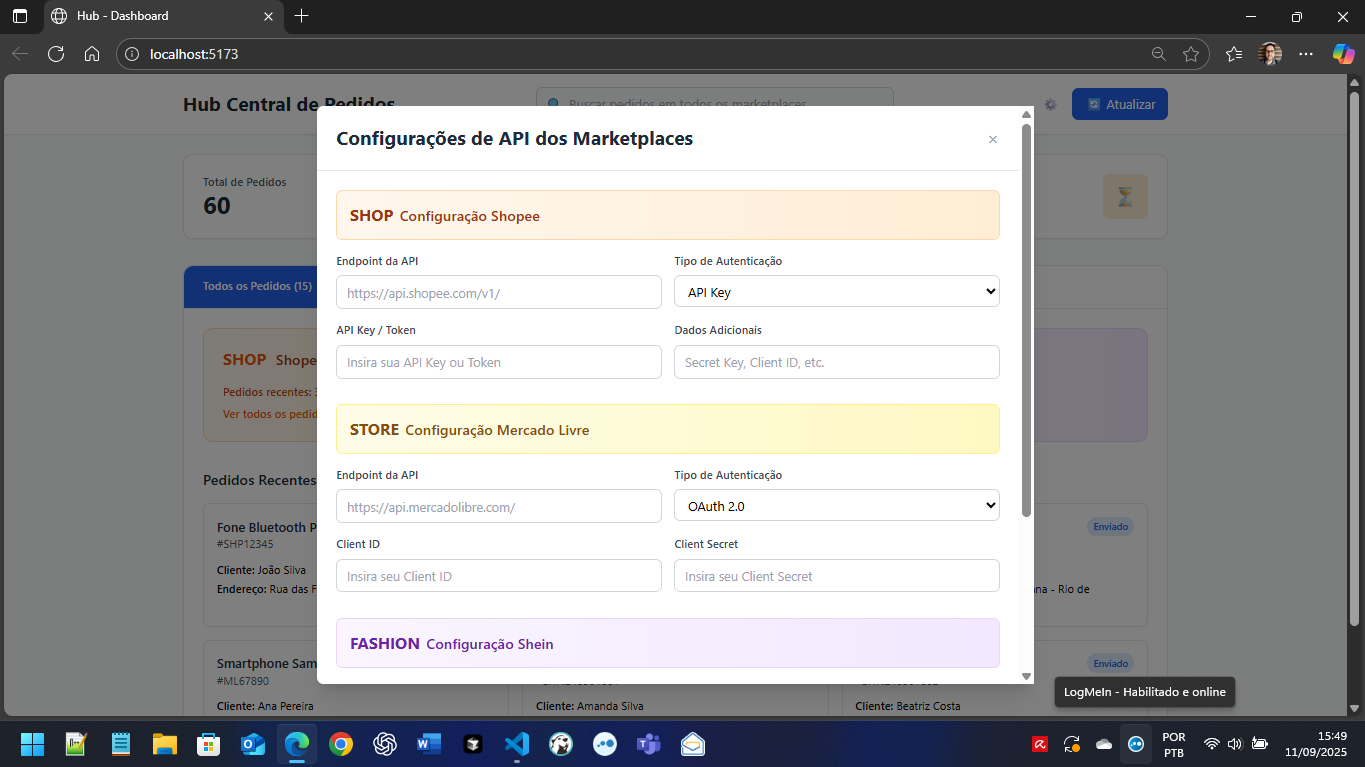 Hub - Dashboard
localhost:5173
Hub Central de Pedidos
Buscar pedidos em todos os marketplaces
Atualizar
Configurações de API dos Marketplaces
×
Total de Pedidos
60
SHOP Configuração Shopee
Endpoint da API
Tipo de Autenticação
https://api.shopee.com/v1/
API Key
API Key / Token
Dados Adicionais
Insira sua API Key ou Token
Secret Key, Client ID, etc.
Todos os Pedidos (15)
SHOP Shope
Pedidos recentes:
Ver todos os pedid
STORE Configuração Mercado Livre
Endpoint da API
Tipo de Autenticação
https://api.mercadolibre.com/
OAuth 2.0
Client ID
Client Secret
Insira seu Client ID
Insira seu Client Secret
FASHION Configuração Shein
Pedidos Recentes
Fone Bluetooth P
#SHP12345
Cliente: João Silva
Endereço: Rua das F
Enviado
na - Rio de
Smartphone Sam
#ML67890
Cliente: Ana Pereira
Cliente: Amanda Silva
Enviado
Cliente: Beatriz Costa
LogMeIn - Habilitado e online
POR
PTB
15:49
11/09/2025